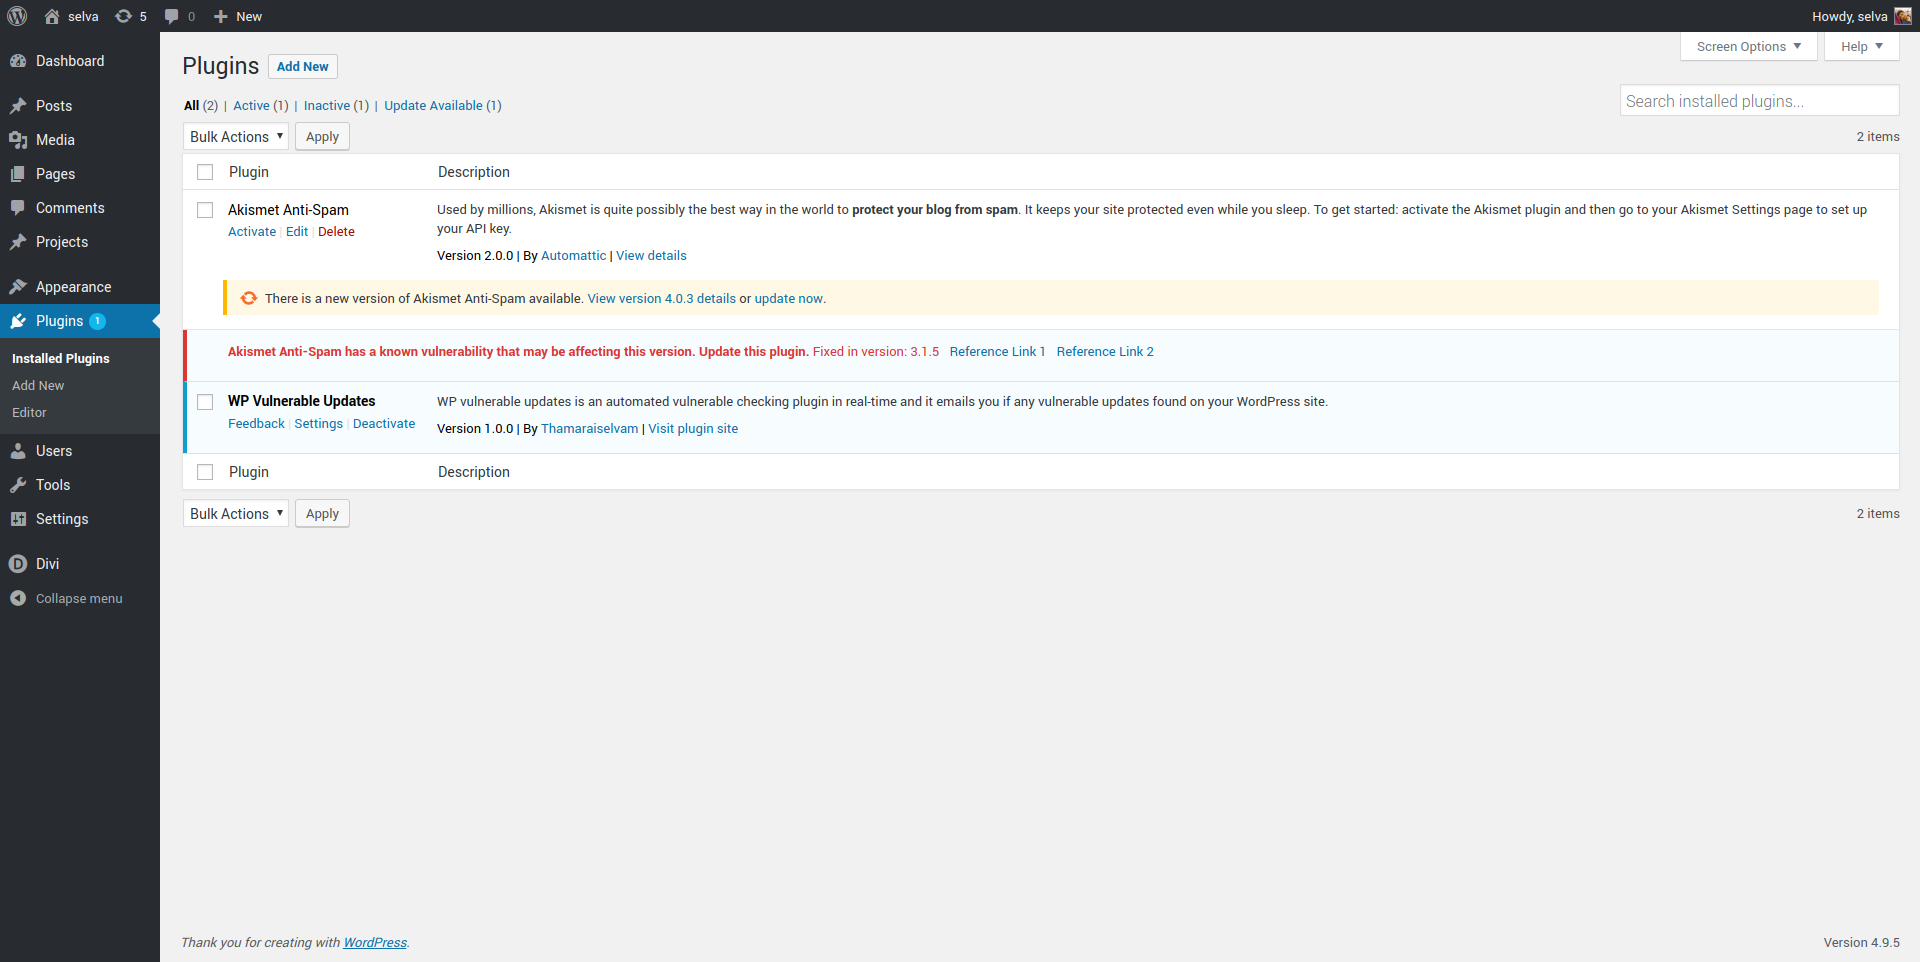 selva 5 0 New Howdy, selva
Screen Options Help
Dashboard
Posts
Media
Pages
Comments
Projects
Appearance
Plugins 1
Installed Plugins
Add New
Editor
Users
Tools
Settings
Divi
Collapse menu
Plugins Add New
All (2) | Active (1) | Inactive (1) | Update Available (1)
Search installed plugins...
Bulk Actions Apply 2 items
Plugin Description
Akismet Anti-Spam
Activate | Edit | Delete
Used by millions, Akismet is quite possibly the best way in the world to protect your blog from spam. It keeps your site protected even while you sleep. To get started: activate the Akismet plugin and then go to your Akismet Settings page to set up
your API key.
Version 2.0.0 | By Automattic | View details
There is a new version of Akismet Anti-Spam available. View version 4.0.3 details or update now.
Akismet Anti-Spam has a known vulnerability that may be affecting this version. Update this plugin. Fixed in version: 3.1.5 Reference Link 1 Reference Link 2
WP Vulnerable Updates
Feedback | Settings | Deactivate
WP vulnerable updates is an automated vulnerable checking plugin in real-time and it emails you if any vulnerable updates found on your WordPress site.
Version 1.0.0 | By Thamaraiselvam | Visit plugin site
Plugin Description
Bulk Actions Apply 2 items
Thank you for creating with WordPress. Version 4.9.5